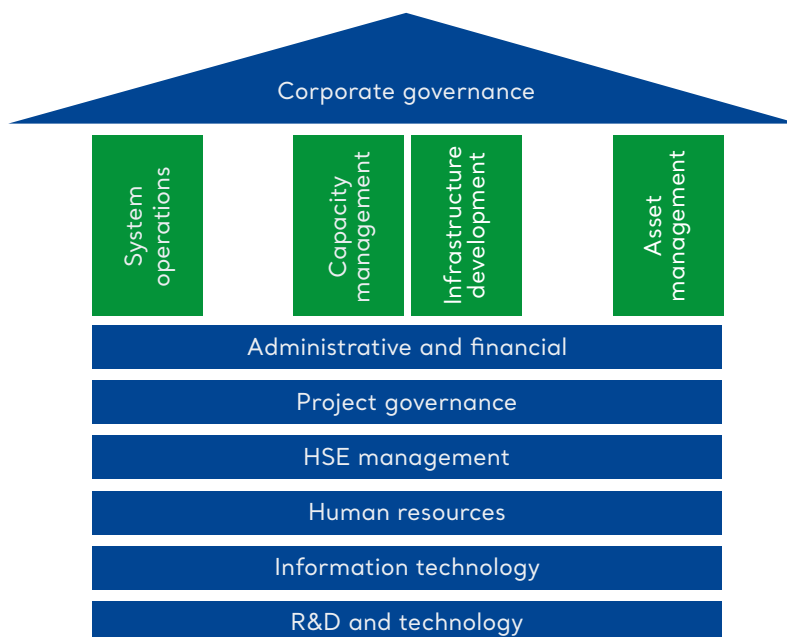 Corporate governance
System
operations
Capacity
management
Infrastructure
development
Asset
management
Administrative and financial
Project governance
HSE management
Human resources
Information technology
R&D and technology